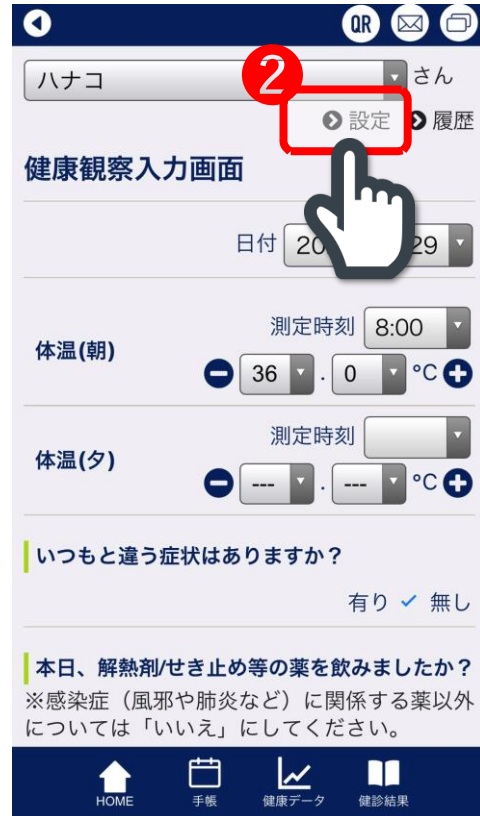 QR
ハナコ さん
2
設定 履歴
健康観察入力画面
日付 20 29
測定時刻 8:00
体温(朝)
36 . 0 °C
測定時刻
体温(夕)
--- . --- °C
いつもと違う症状はありますか？
有り ✓ 無し
本日、解熱剤/せき止め等の薬を飲みましたか？
※感染症（風邪や肺炎など）に関係する薬以外
については「いいえ」にしてください。
HOME 手帳 健康データ 健診結果